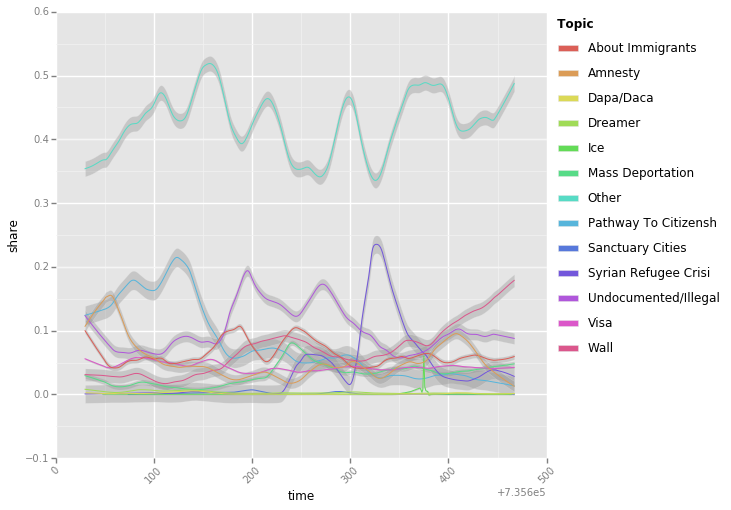 0.6
0.5
0.4
0.3
0.2
0.1
0.0
−0.1
share
0
100
200
300
400
500
time
+7.356e5
Topic
About Immigrants
Amnesty
Dapa/Daca
Dreamer
Ice
Mass Deportation
Other
Pathway To Citizensh
Sanctuary Cities
Syrian Refugee Crisi
Undocumented/Illegal
Visa
Wall